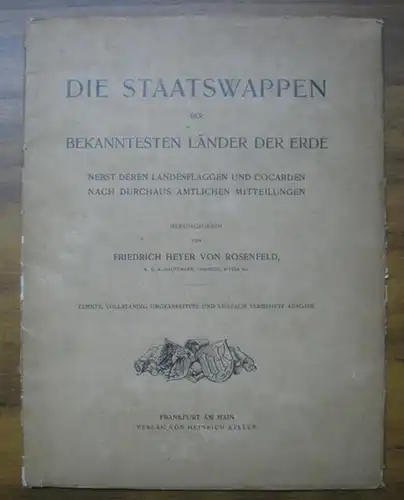 DIE STAATSWAPPEN
DER
BEKANNTESTEN LÄNDER DER ERDE
NEBST DEREN LANDESFLAGGEN UND COCARDEN
NACH DURCHAUS AMTLICHEN MITTEILUNGEN
HERAUSGEGEBEN
VON
FRIEDRICH HEYER VON ROSENFELD,
ZEHNTE, VOLLSTÄNDIG UMGEARBEITETE UND VIELFACH VERMEHRTE AUSGABE
FRANKFURT AM MAIN
VERLAG VON HEINRICH KELLER